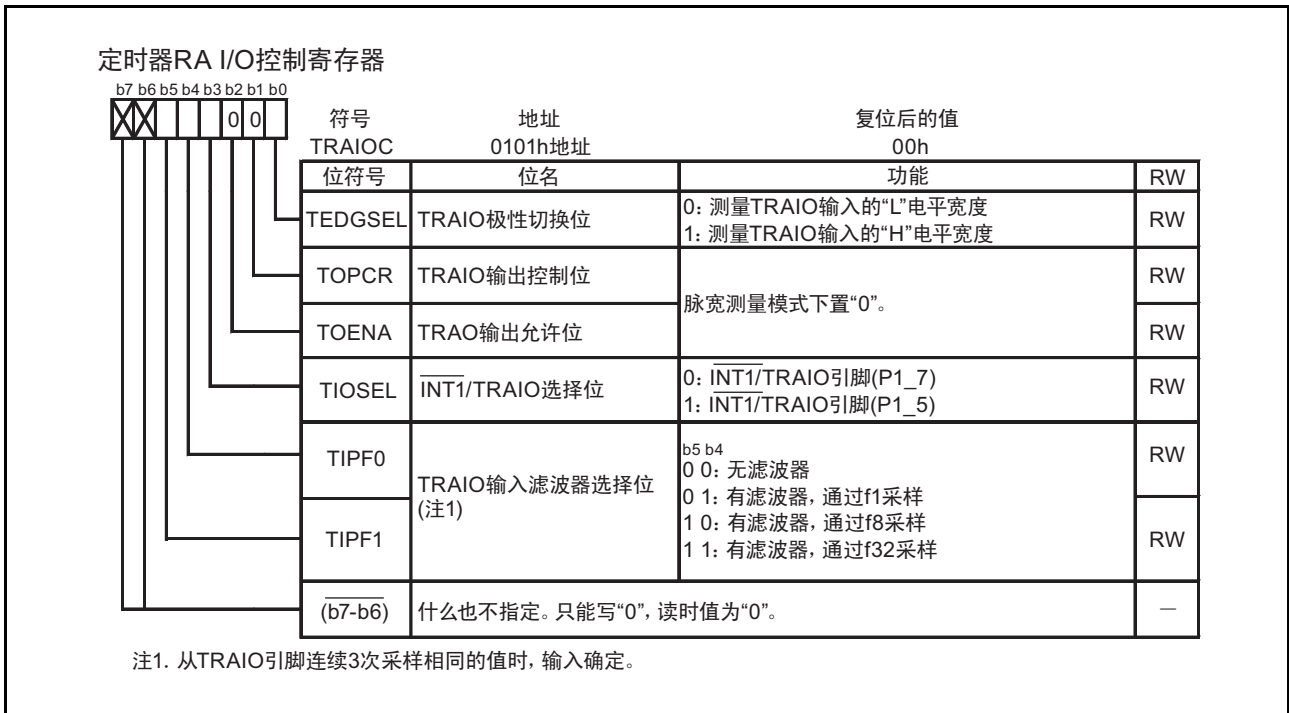 定时器RA I/O控制寄存器
b7 b6 b5 b4 b3 b2 b1 b0
0 0
符号 地址 复位后的值
TRAIOC 0101h地址 00h
位符号 位名 功能 RW
TEDGSEL TRAIO极性切换位 0: 测量TRAIO输入的“L”电平宽度
1: 测量TRAIO输入的“H”电平宽度 RW
TOPCR TRAIO输出控制位 脉宽测量模式下置“0”。 RW
TOENA TRAO输出允许位 RW
TIOSEL INT1/TRAIO选择位 0: INT1/TRAIO引脚(P1_7)
1: INT1/TRAIO引脚(P1_5) RW
TIPF0 TRAIO输入滤波器选择位
(注1) b5 b4
0 0: 无滤波器
0 1: 有滤波器, 通过f1采样
1 0: 有滤波器, 通过f8采样
1 1: 有滤波器, 通过f32采样 RW
TIPF1 RW
(b7-b6) 什么也不指定。只能写“0”, 读时值为“0”。 —
注1. 从TRAIO引脚连续3次采样相同的值时, 输入确定。